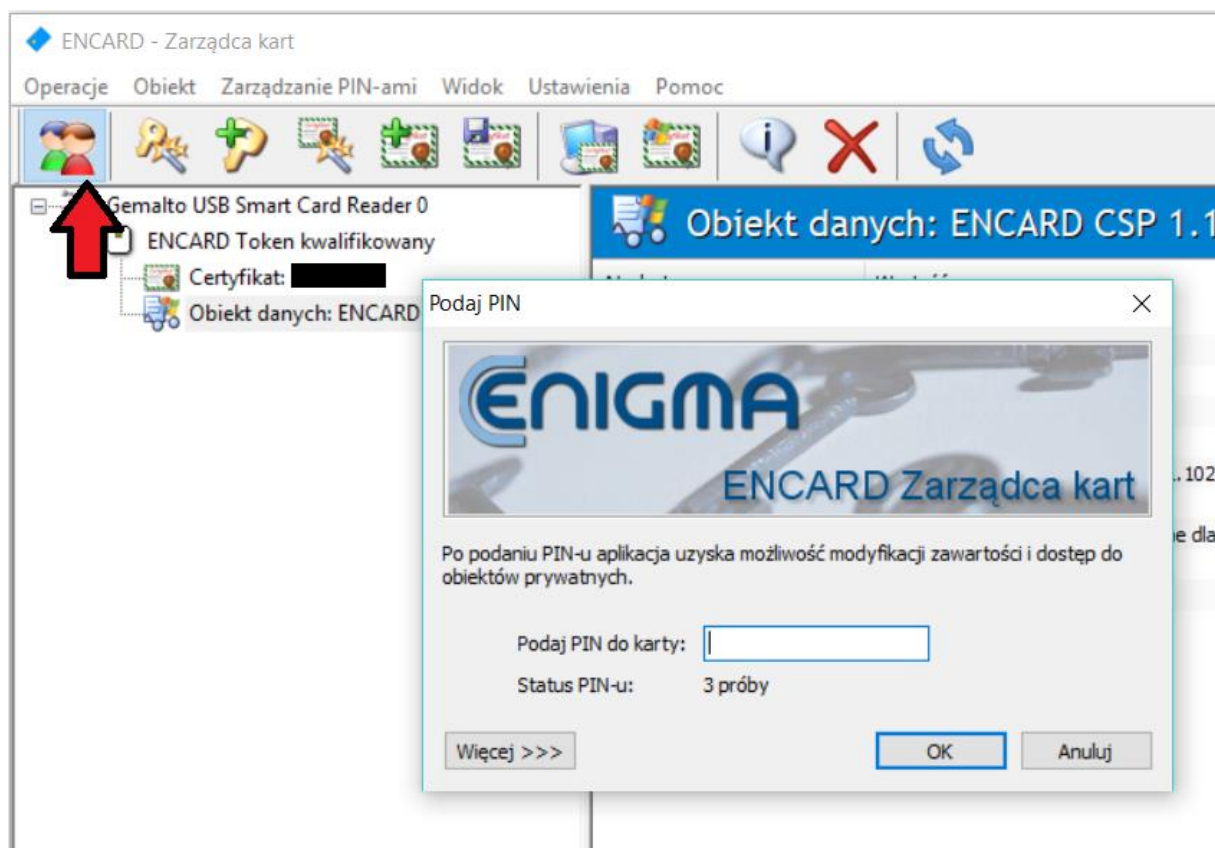 ENCARD - Zarządca kart
Operacje Obiekt Zarządzanie PIN-ami Widok Ustawienia Pomoc
Gemalto USB Smart Card Reader 0
ENCARD Token kwalifikowany
Certyfikat:
Obiekt danych: ENCARD
Obiekt danych: ENCARD CSP 1.1
Podaj PIN
ENIGMA
ENCARD Zarządca kart
Po podaniu PIN-u aplikacja uzyska możliwość modyfikacji zawartości i dostęp do
obiektów prywatnych.
Podaj PIN do karty:
Status PIN-u: 3 próby
Więcej >>> OK Anuluj
. 102
e dla